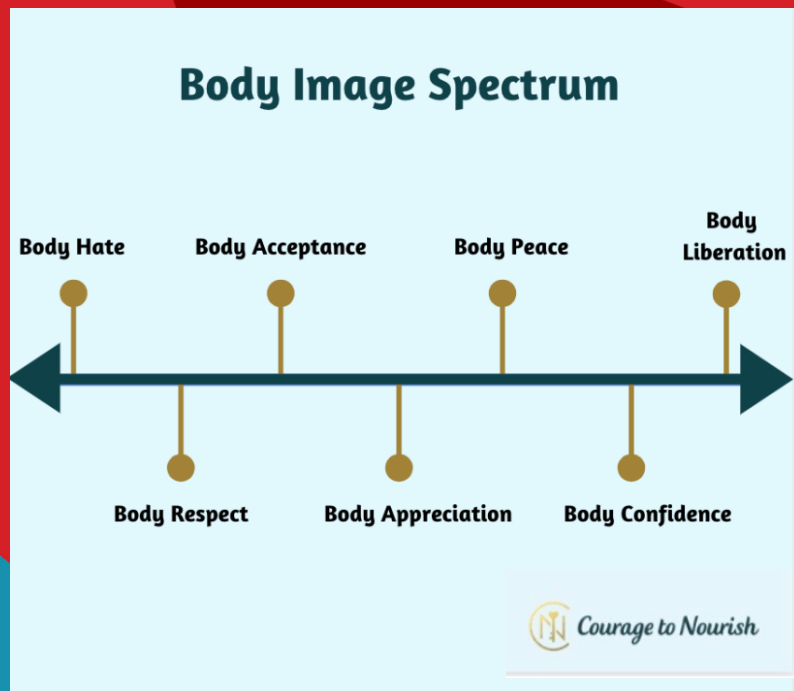 Body Image Spectrum
Body Hate
Body Acceptance
Body Peace
Body
Liberation
Body Respect
Body Appreciation
Body Confidence
Courage to Nourish